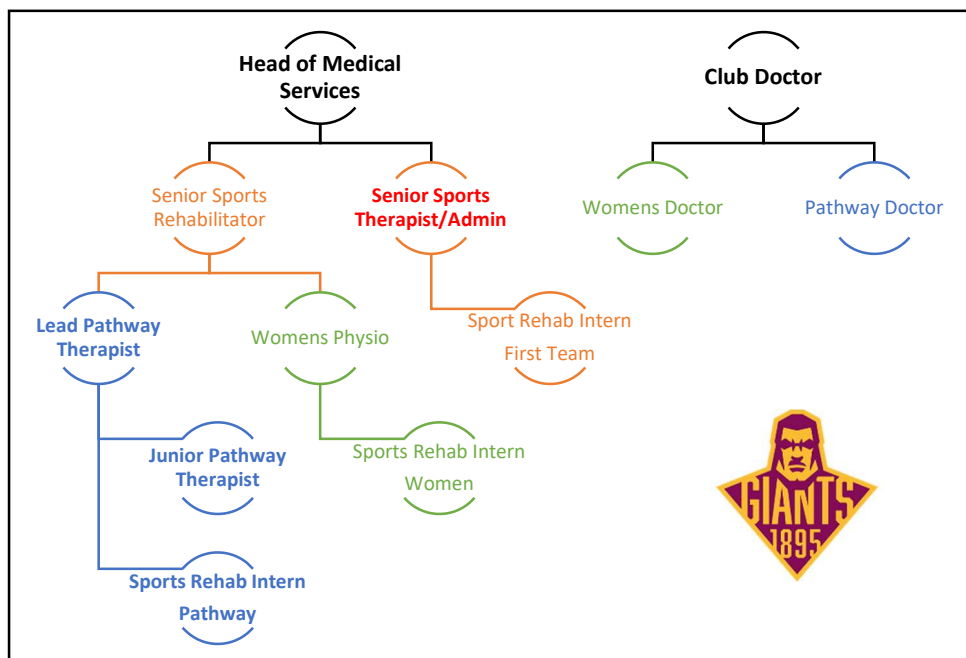 Head of Medical
Services
Club Doctor
Senior Sports
Rehabilitator
Senior Sports
Therapist/Admin
Womens Doctor
Pathway Doctor
Lead Pathway
Therapist
Womens Physio
Sport Rehab Intern
First Team
Junior Pathway
Therapist
Sports Rehab Intern
Women
Sports Rehab Intern
Pathway
GIANTS
1895